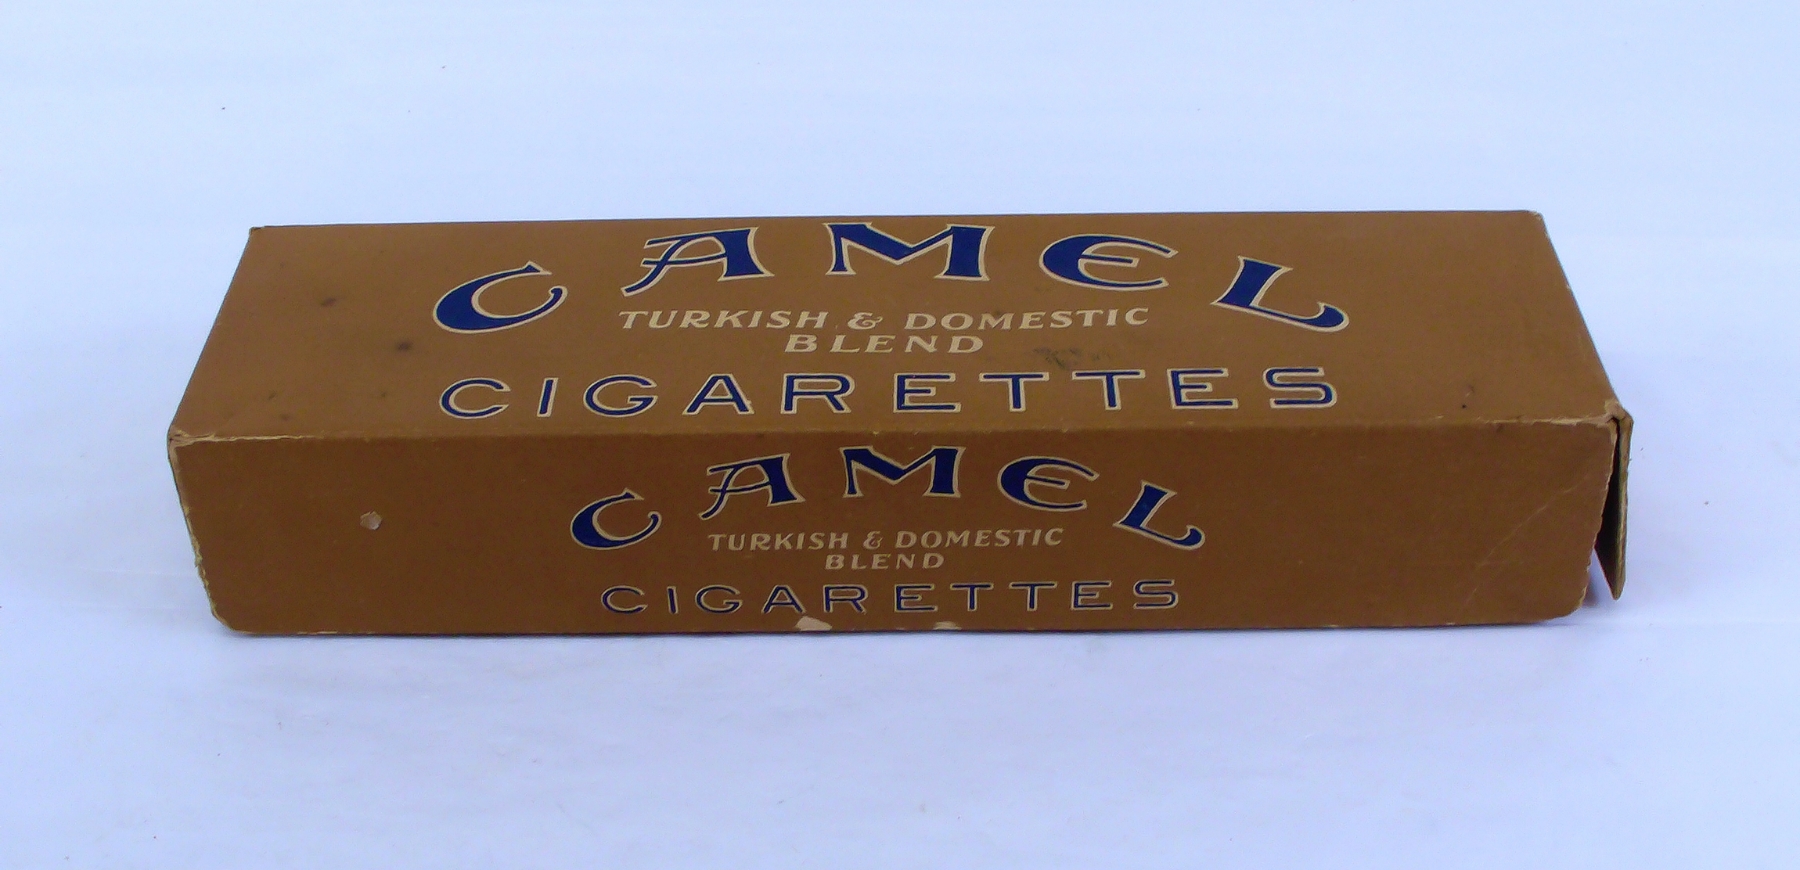 CAMEL
TURKISH & DOMESTIC
BLEND
CIGARETTES
CAMEL
TURKISH & DOMESTIC
BLEND
CIGARETTES